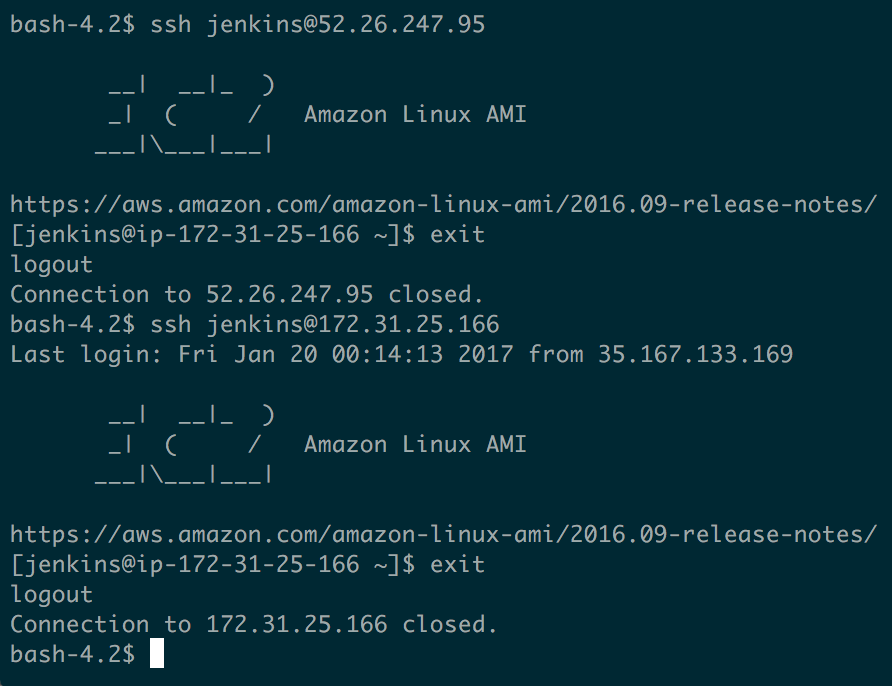 bash-4.2$ ssh jenkins@52.26.247.95

       __|  __|_  )
       _|  (     /   Amazon Linux AMI
      ___|\___|___|

https://aws.amazon.com/amazon-linux-ami/2016.09-release-notes/
[jenkins@ip-172-31-25-166 ~]$ exit
logout
Connection to 52.26.247.95 closed.
bash-4.2$ ssh jenkins@172.31.25.166
Last login: Fri Jan 20 00:14:13 2017 from 35.167.133.169

       __|  __|_  )
       _|  (     /   Amazon Linux AMI
      ___|\___|___|

https://aws.amazon.com/amazon-linux-ami/2016.09-release-notes/
[jenkins@ip-172-31-25-166 ~]$ exit
logout
Connection to 172.31.25.166 closed.
bash-4.2$